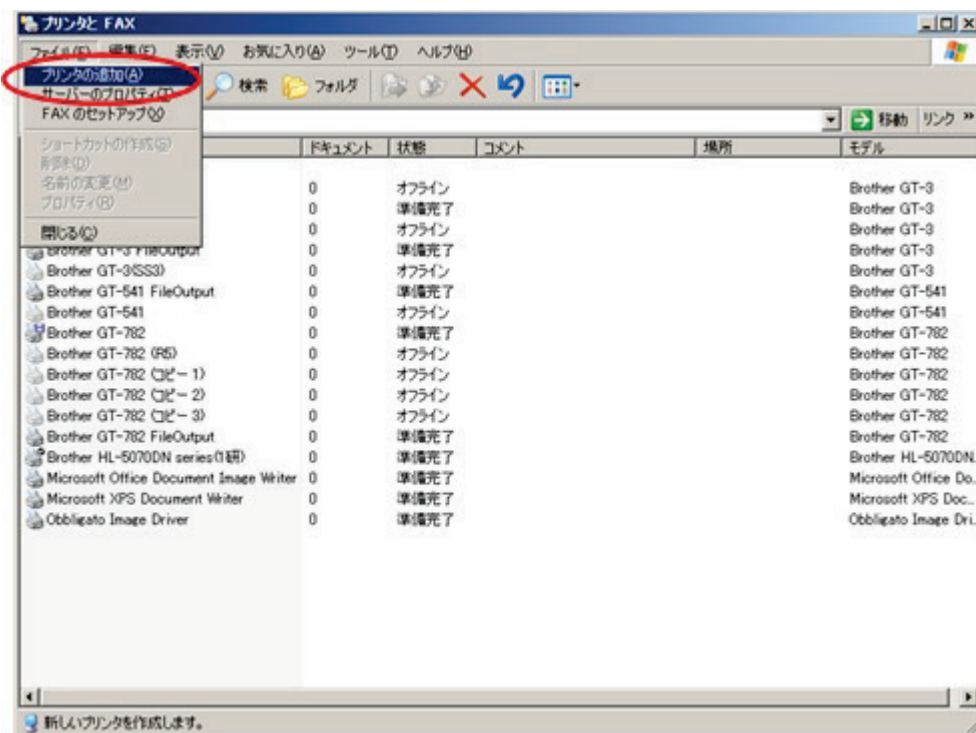 プリンタと FAX
ファイル(F) 編集(E) 表示(V) お気に入り(A) ツール(T) ヘルプ(H)
プリンタの追加(A)
サーバーのプロパティ(T)
FAX のセットアップ(X)
ショートカットの作成(S)
削除(D)
名前の変更(M)
プロパティ(R)
閉じる(C)
検索 フォルダ
移動 リンク »
ドキュメント 状態 コメント 場所 モデル
0 オフライン Brother GT-3
0 準備完了 Brother GT-3
0 オフライン Brother GT-3
Brother GT-3 FileOutput 0 準備完了 Brother GT-3
Brother GT-3(SS3) 0 オフライン Brother GT-3
Brother GT-541 FileOutput 0 準備完了 Brother GT-541
Brother GT-541 0 オフライン Brother GT-541
Brother GT-782 0 準備完了 Brother GT-782
Brother GT-782 (R5) 0 オフライン Brother GT-782
Brother GT-782 (コピー 1) 0 オフライン Brother GT-782
Brother GT-782 (コピー 2) 0 オフライン Brother GT-782
Brother GT-782 (コピー 3) 0 オフライン Brother GT-782
Brother GT-782 FileOutput 0 準備完了 Brother GT-782
Brother HL-5070DN series(1研) 0 準備完了 Brother HL-5070DN.
Microsoft Office Document Image Writer 0 準備完了 Microsoft Office Do..
Microsoft XPS Document Writer 0 準備完了 Microsoft XPS Doc...
Obbligato Image Driver 0 準備完了 Obbligato Image Dri..
新しいプリンタを作成します。